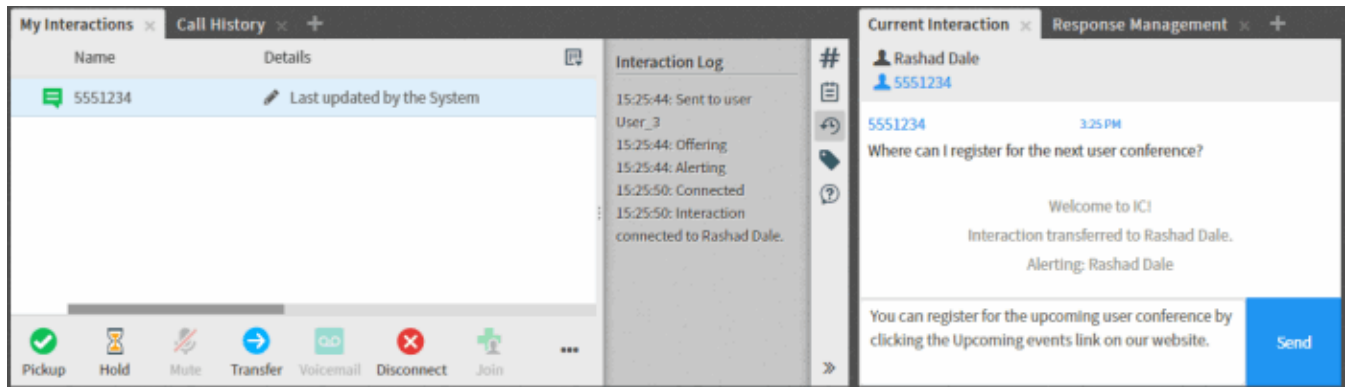 My Interactions × Call History × +
Name Details
5551234 Last updated by the System
Pickup Hold Mute Transfer Voicemail Disconnect Join
Interaction Log
15:25:44: Sent to user
User_3
15:25:44: Offering
15:25:44: Alerting
15:25:50: Connected
15:25:50: Interaction
connected to Rashad Dale.
Current Interaction × Response Management × +
Rashad Dale
5551234
5551234 3:25 PM
Where can I register for the next user conference?
Welcome to IC!
Interaction transferred to Rashad Dale.
Alerting: Rashad Dale
You can register for the upcoming user conference by
clicking the Upcoming events link on our website.
Send